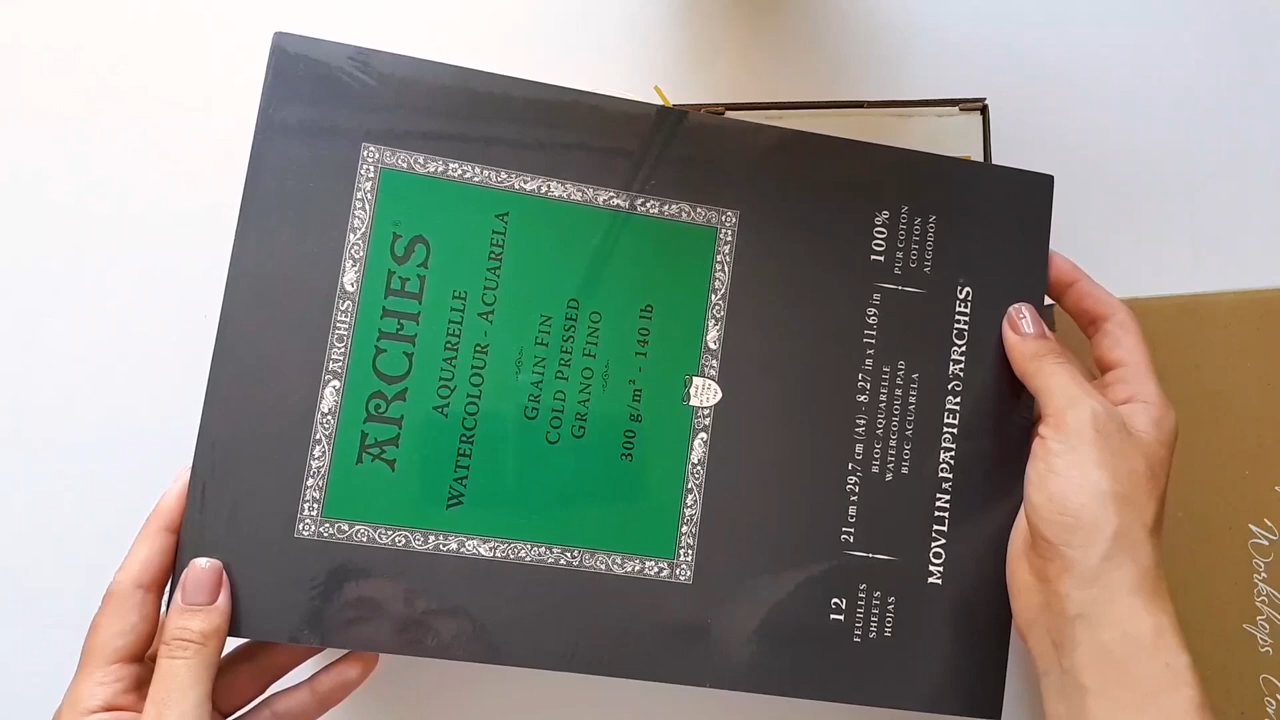 ARCHES
ARCHES®
AQUARELLE
WATERCOLOUR - ACUARELA
GRAIN FIN
COLD PRESSED
GRANO FINO
300 g/m² - 140 lb
12
FEUILLES
SHEETS
HOJAS
21 cm x 29,7 cm (A4) - 8.27 in x 11.69 in
BLOC AQUARELLE
WATERCOLOUR PAD
BLOC ACUARELA
100%
PUR COTON
COTTON
ALGODÓN
MOVLIN A PAPIER D'ARCHES®
Workshops